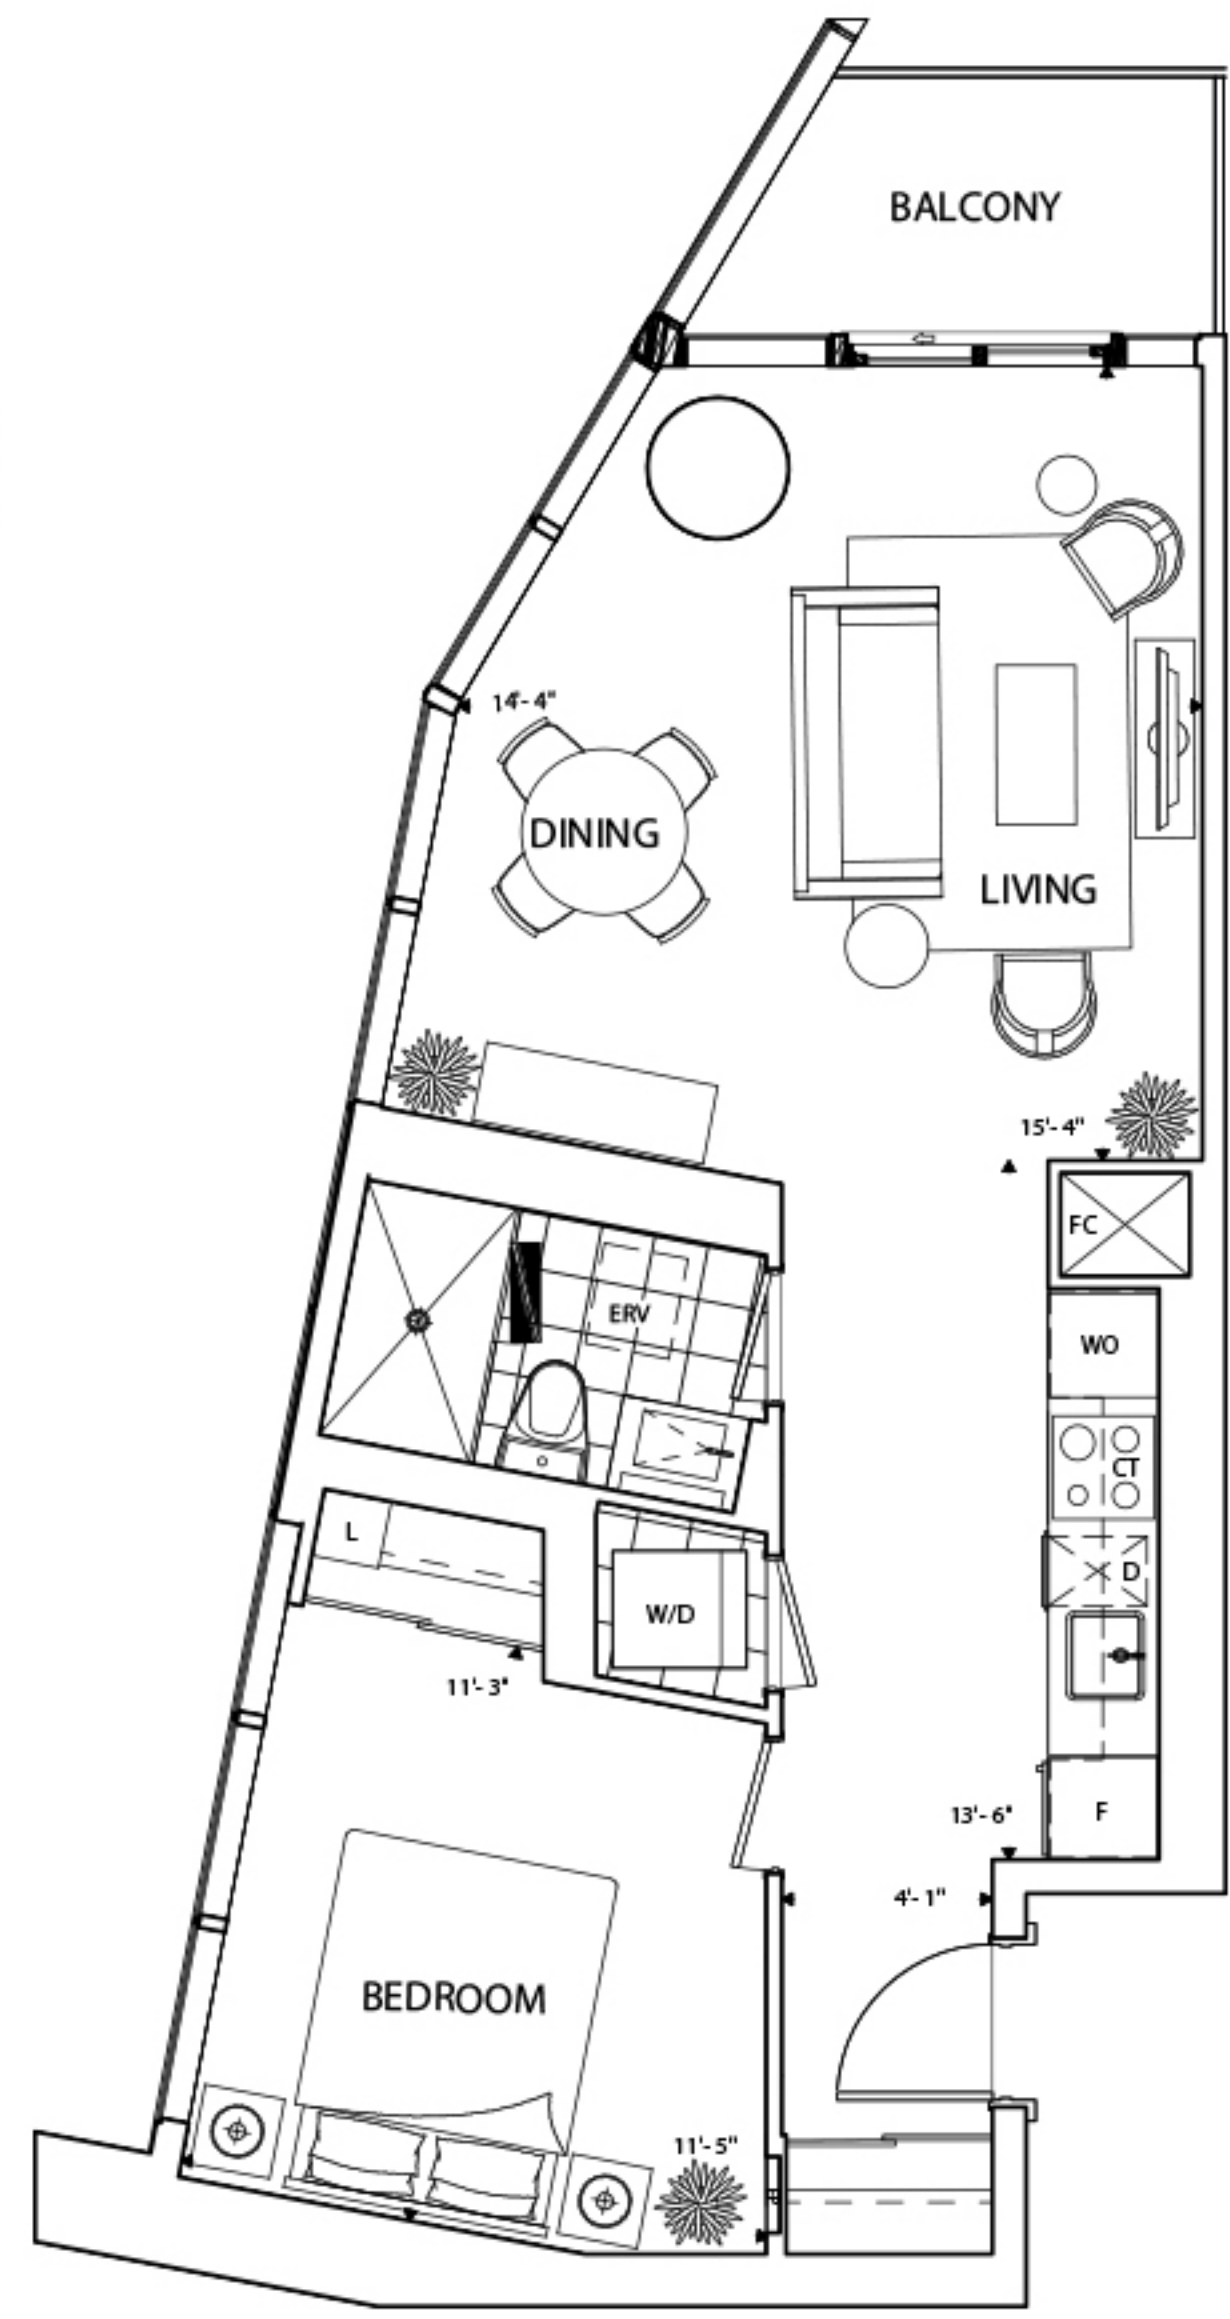 BALCONY
14'- 4"
DINING
LIVING
15'- 4"
FC
ERV
WO
CT
L
D
W/D
11'- 3"
F
13'- 6"
4'- 1"
BEDROOM
11'- 5"